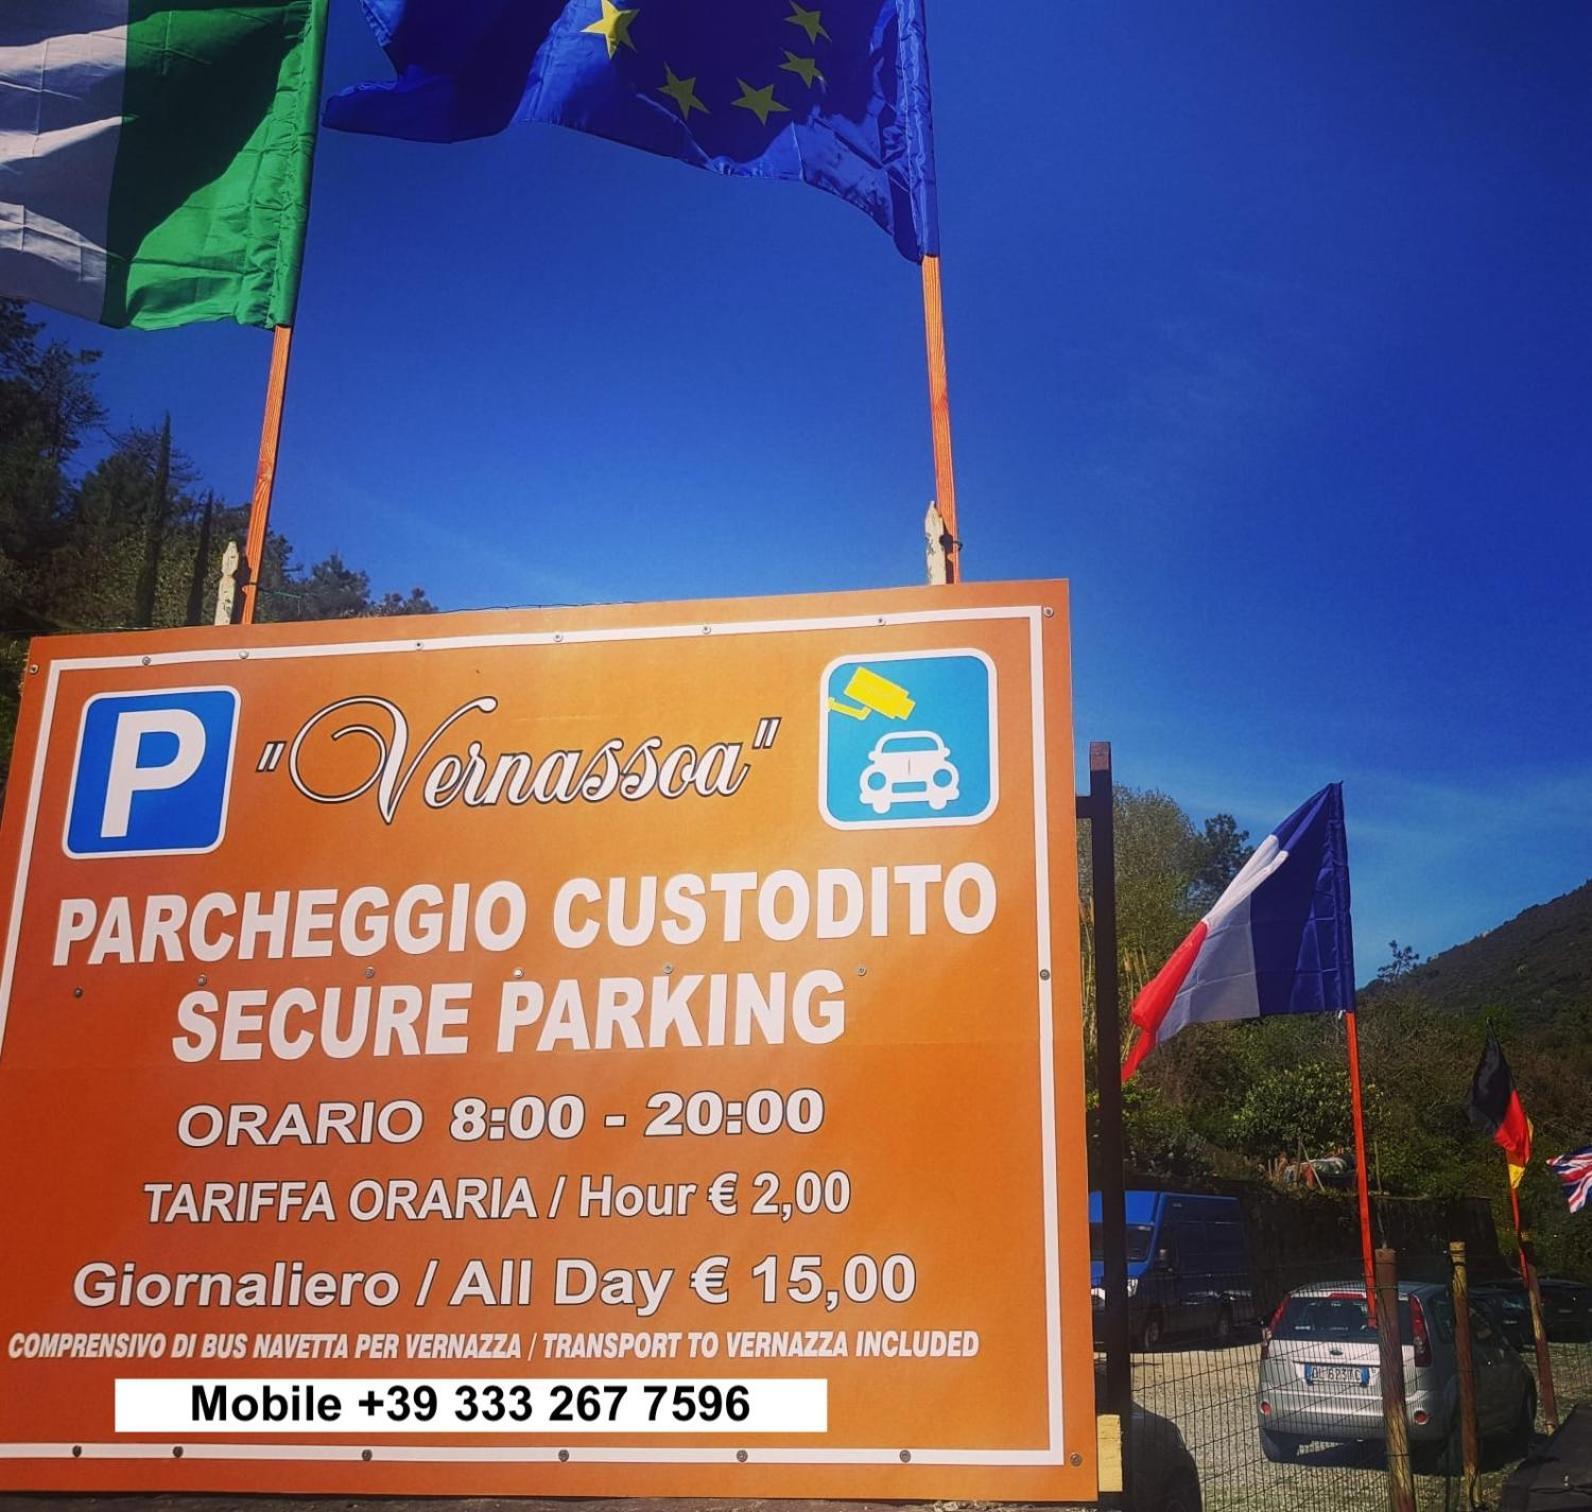 P "Vernassoa"
PARCHEGGIO CUSTODITO
SECURE PARKING
ORARIO 8:00 - 20:00
TARIFFA ORARIA / Hour € 2,00
Giornaliero / All Day € 15,00
COMPRENSIVO DI BUS NAVETTA PER VERNAZZA / TRANSPORT TO VERNAZZA INCLUDED
Mobile +39 333 267 7596